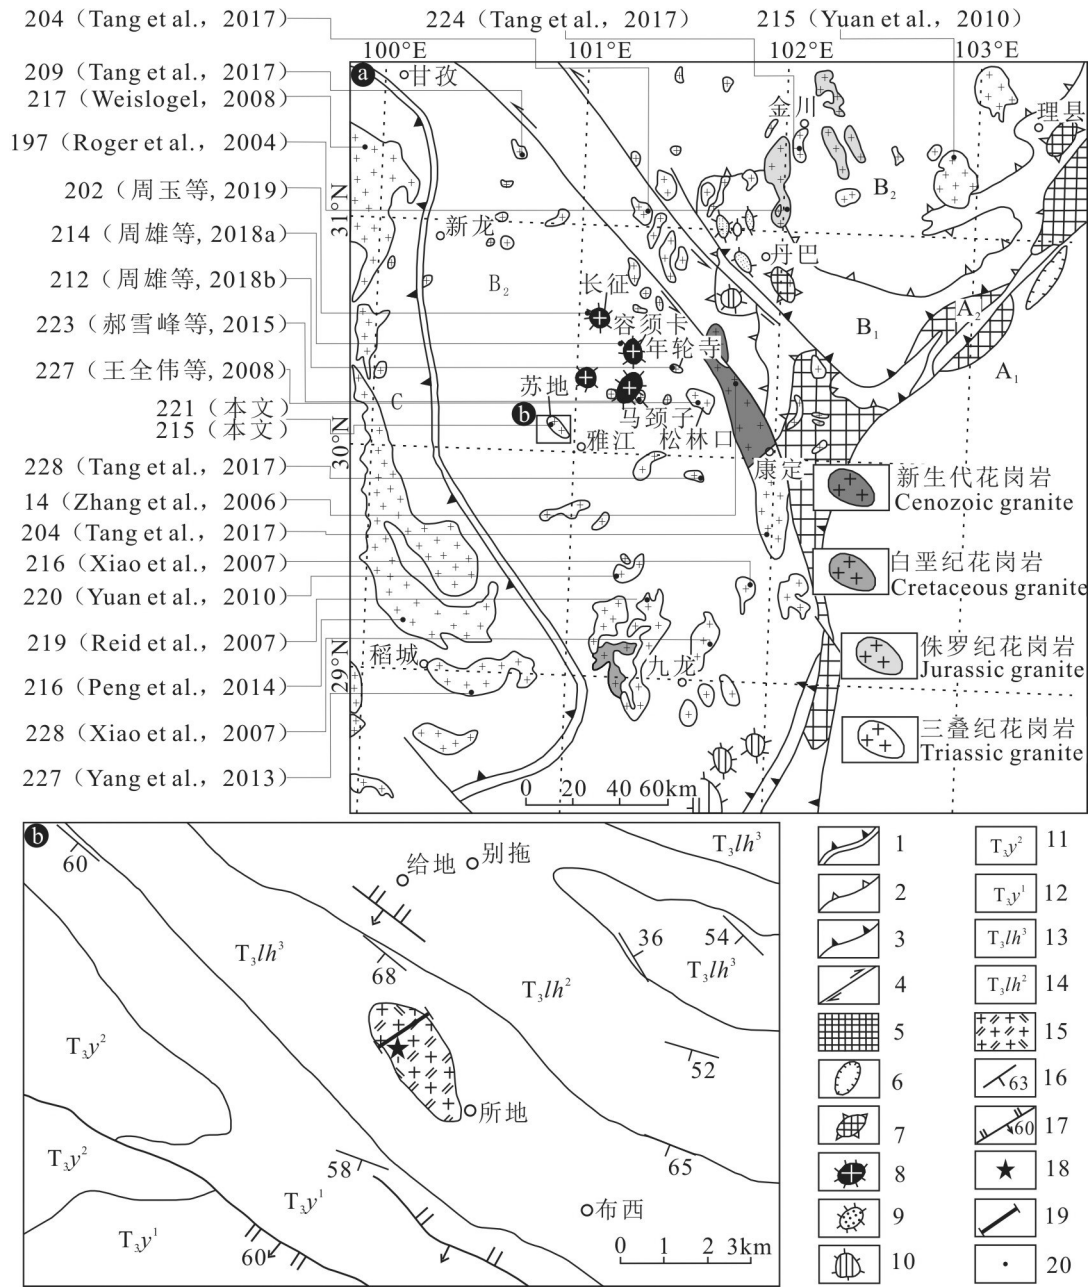 204（Tang et al.，2017）
224（Tang et al.，2017）
215（Yuan et al.，2010）
100°E
101°E
102°E
103°E
209（Tang et al.，2017）
217（Weislogel，2008）
197（Roger et al.，2004）
202（周玉等, 2019）
214（周雄等, 2018a）
212（周雄等, 2018b）
223（郝雪峰等, 2015）
227（王全伟等, 2008）
221（本文）
215（本文）
228（Tang et al.，2017）
14（Zhang et al.，2006）
204（Tang et al.，2017）
216（Xiao et al.，2007）
220（Yuan et al.，2010）
219（Reid et al.，2007）
216（Peng et al.，2014）
228（Xiao et al.，2007）
227（Yang et al.，2013）
a
甘孜
金川
理县
31°N
新龙
B₂
B₂
丹巴
长征
容须卡
年轮寺
B₁
A₂
A₁
苏地
C
b
马颈子
雅江
松林口
30°N
康定
新生代花岗岩
Cenozoic granite
白垩纪花岗岩
Cretaceous granite
侏罗纪花岗岩
Jurassic granite
三叠纪花岗岩
Triassic granite
稻城
29°N
九龙
0 20 40 60km
b
60
给地
别拖
T₃lh³
T₃lh³
36
54
T₃lh³
68
T₃lh²
T₃y²
52
所地
T₃y²
58
65
T₃y¹
布西
T₃y¹
60
0 1 2 3km
1
2
3
4
5
6
7
8
9
10
T₃y² 11
T₃y¹ 12
T₃lh³ 13
T₃lh² 14
15
63 16
60 17
18
19
20